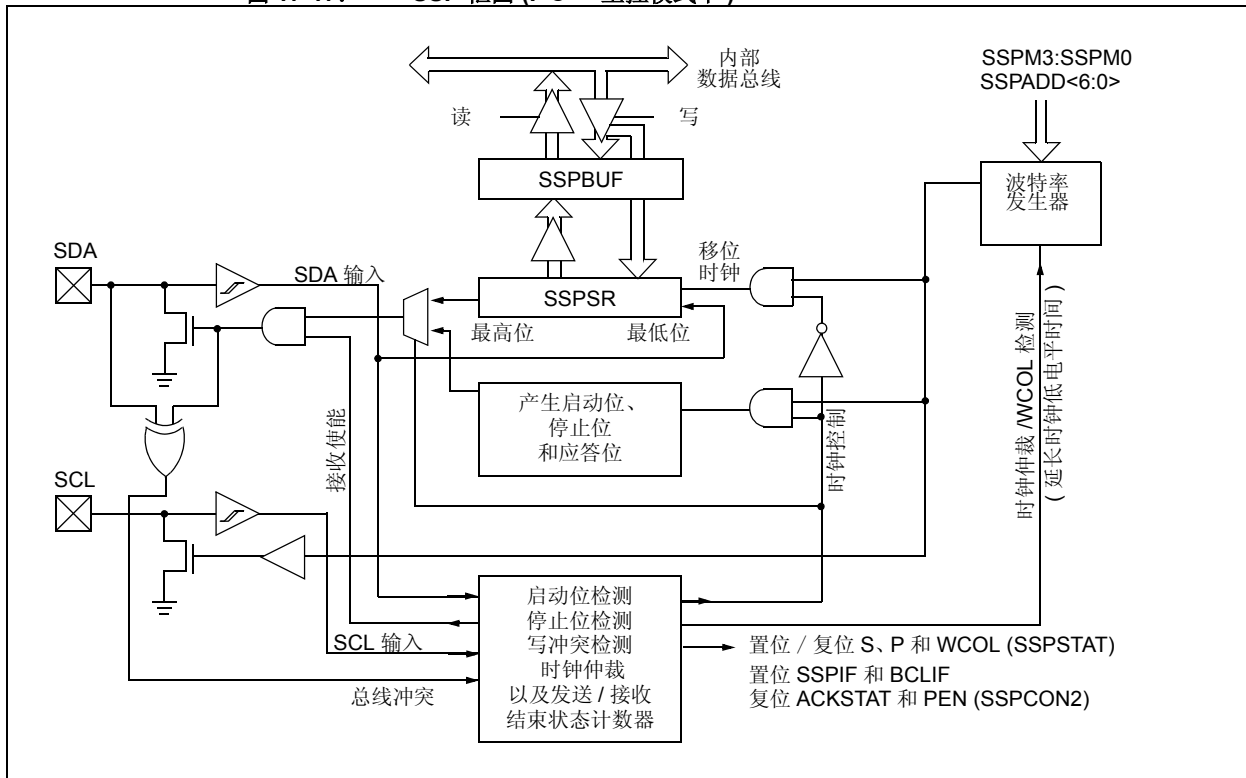 内部
数据总线
SSPM3:SSPM0
SSPADD<6:0>
读
写
SSPBUF
波特率
发生器
SDA
SDA 输入
移位
时钟
SSPSR
最高位
最低位
产生启动位、
停止位
和应答位
接收使能
时钟控制
时钟仲裁 /WCOL 检测
( 延长时钟低电平时间 )
SCL
SCL 输入
启动位检测
停止位检测
写冲突检测
时钟仲裁
以及发送 / 接收
结束状态计数器
总线冲突
置位 / 复位 S、P 和 WCOL (SSPSTAT)
置位 SSPIF 和 BCLIF
复位 ACKSTAT 和 PEN (SSPCON2)